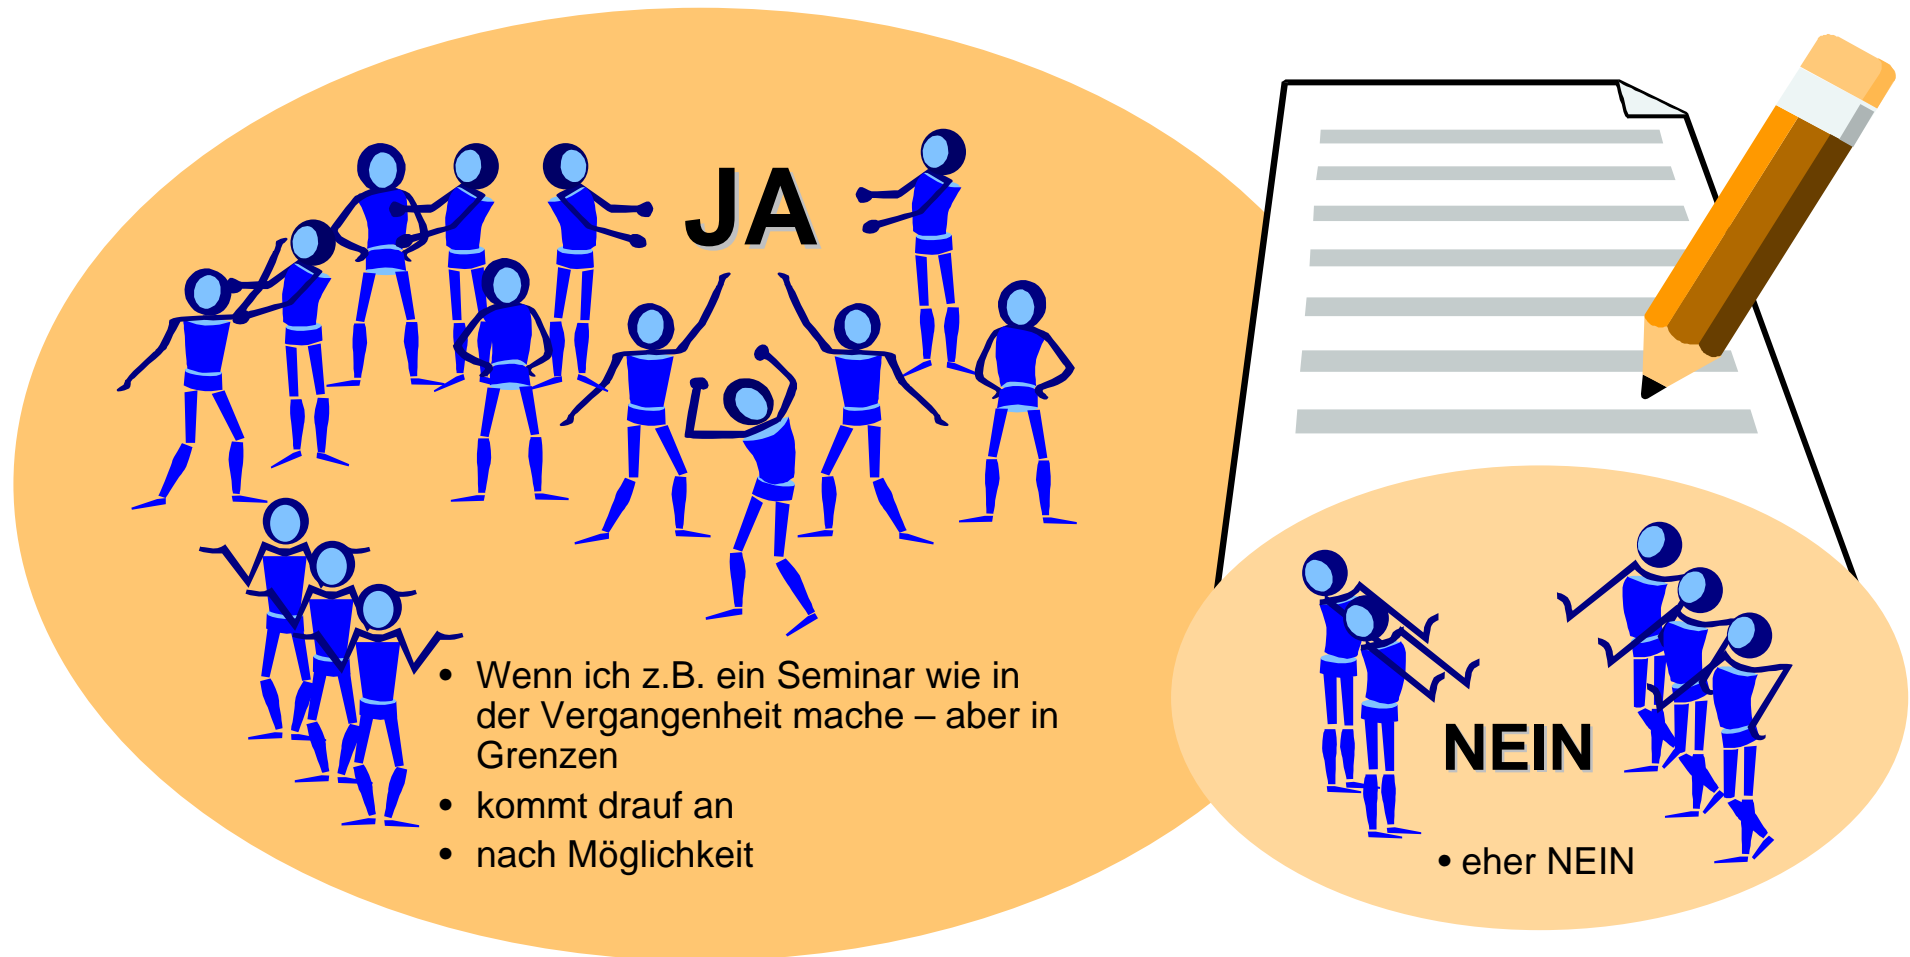 JA
• Wenn ich z.B. ein Seminar wie in
der Vergangenheit mache – aber in
Grenzen
• kommt drauf an
• nach Möglichkeit
NEIN
• eher NEIN